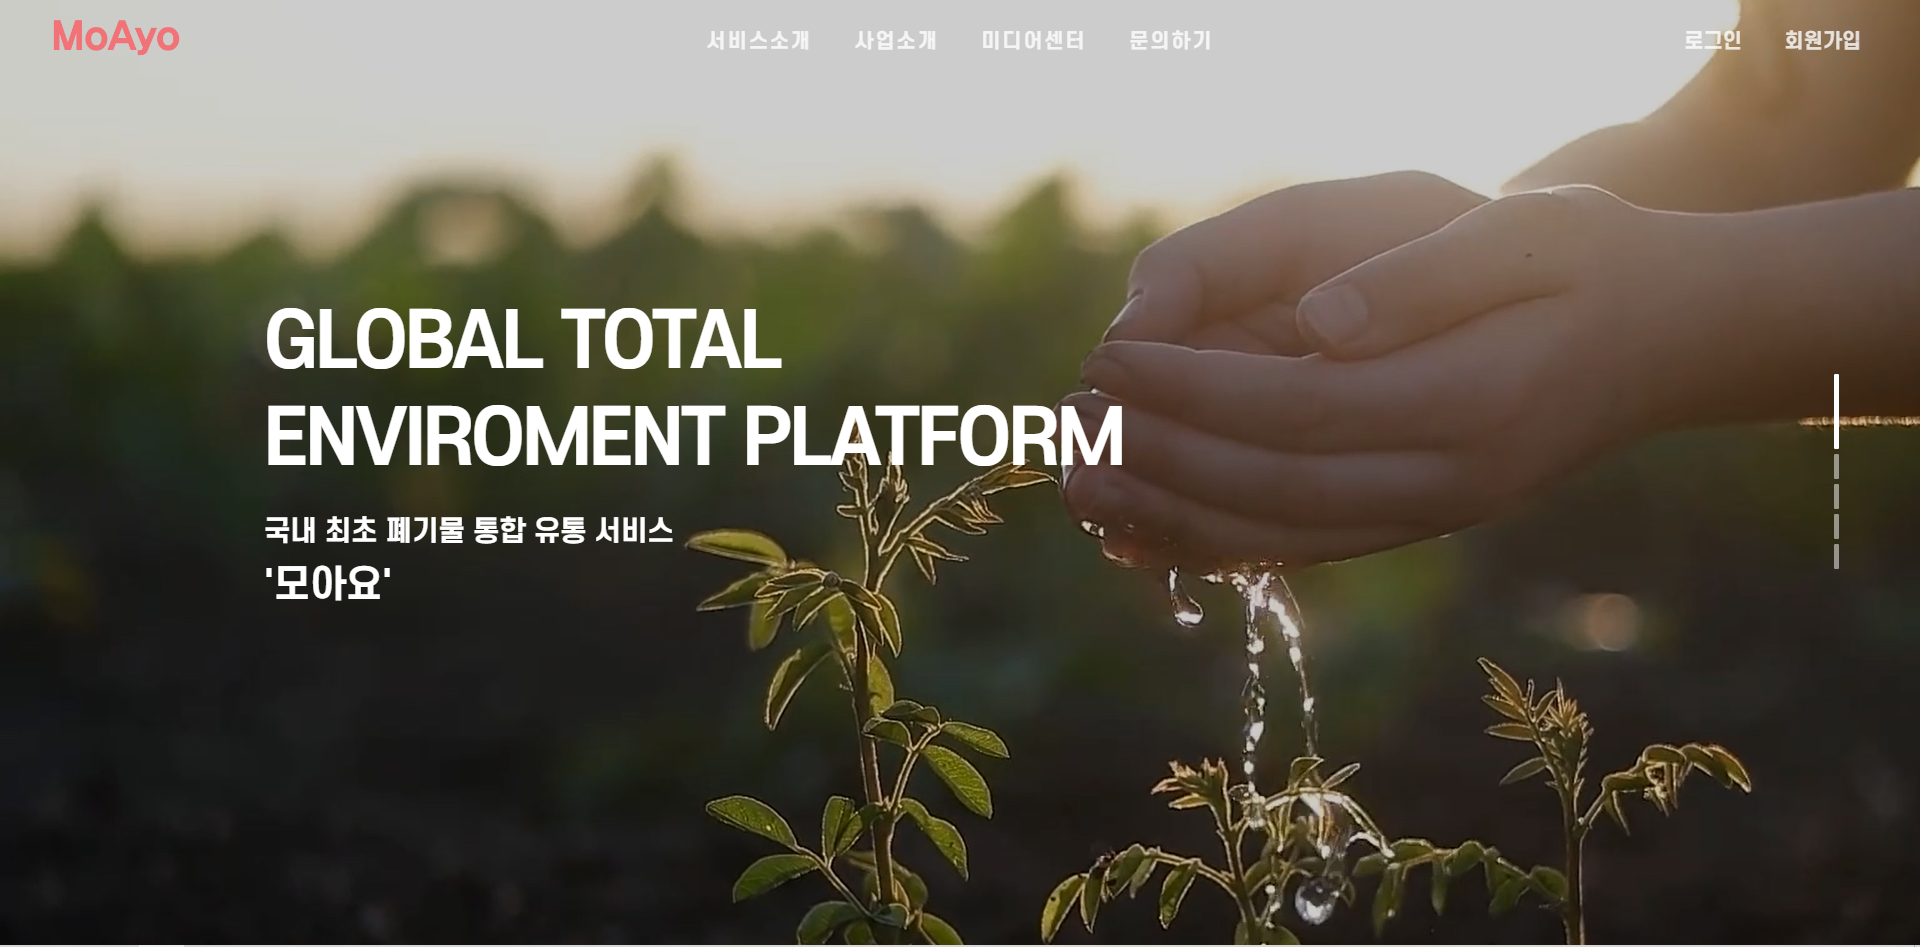 MoAyo
서비스소개 사업소개 미디어센터 문의하기
로그인 회원가입
GLOBAL TOTAL
ENVIROMENT PLATFORM
국내 최초 폐기물 통합 유통 서비스
'모아요'